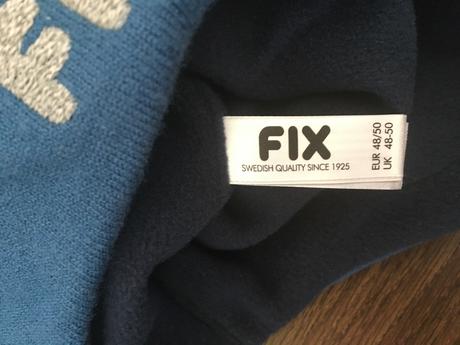 FIX
SWEDISH QUALITY SINCE 1925
EUR 48/50
UK 48-50